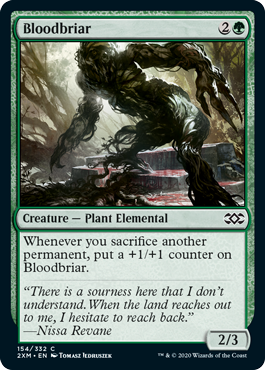 Bloodbriar 2
Creature — Plant Elemental
Whenever you sacrifice another
permanent, put a +1/+1 counter on
Bloodbriar.
“There is a sourness here that I don’t
understand. When the land reaches out
to me, I hesitate to reach back.”
—Nissa Revane
2/3
154/332 C
2XM • EN Tomasz Jedruszek
™ & © 2020 Wizards of the Coast